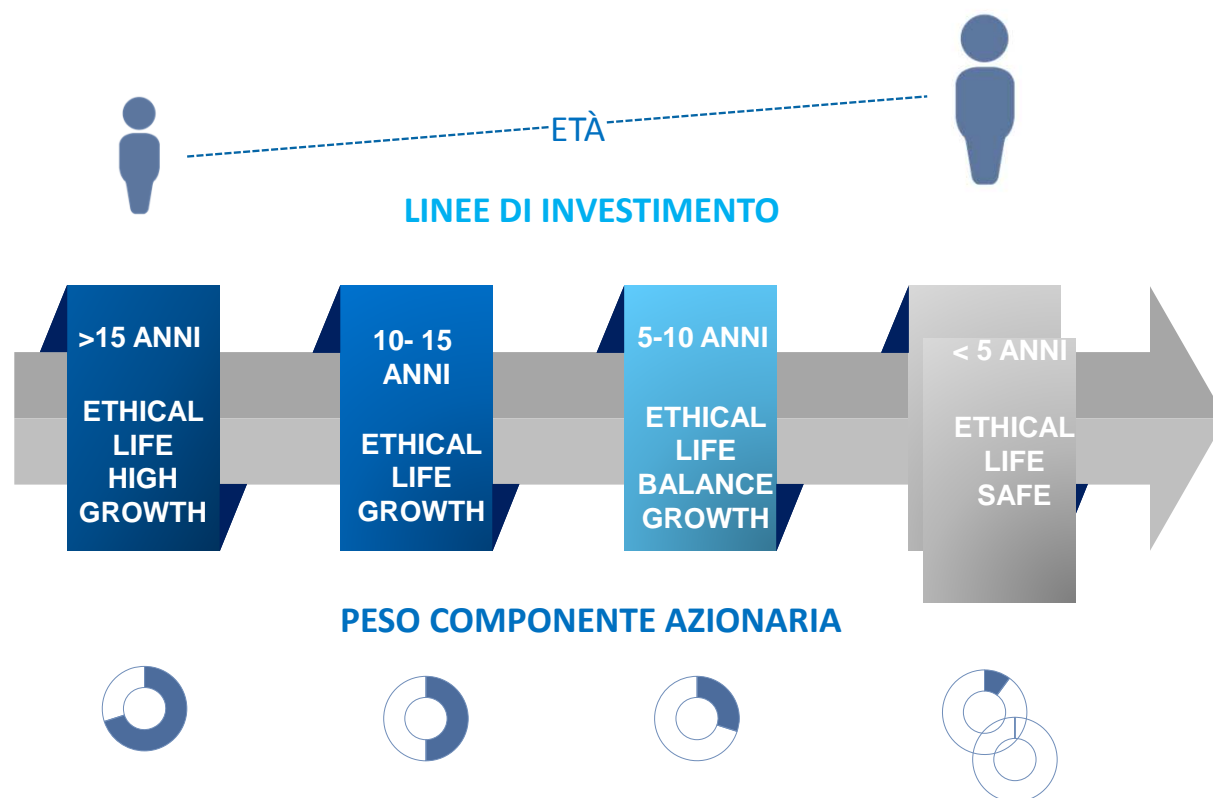 ETÀ
LINEE DI INVESTIMENTO
>15 ANNI
ETHICAL
LIFE
HIGH
GROWTH
10- 15
ANNI
ETHICAL
LIFE
GROWTH
5-10 ANNI
ETHICAL
LIFE
BALANCE
GROWTH
< 5 ANNI
ETHICAL
LIFE
SAFE
PESO COMPONENTE AZIONARIA